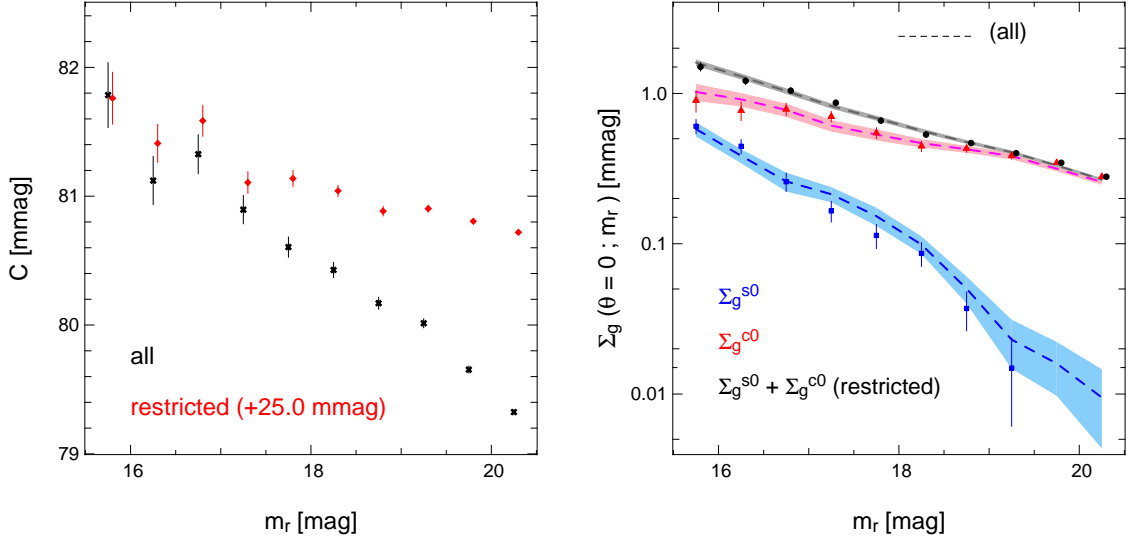 82
81
80
79
C [mmag]
all
restricted (+25.0 mmag)
16
18
20
m_r [mag]
(all)
1.0
0.1
0.01
Σ_g (θ = 0 ; m_r) [mmag]
Σ_g^s0
Σ_g^c0
Σ_g^s0 + Σ_g^c0 (restricted)
16
18
20
m_r [mag]